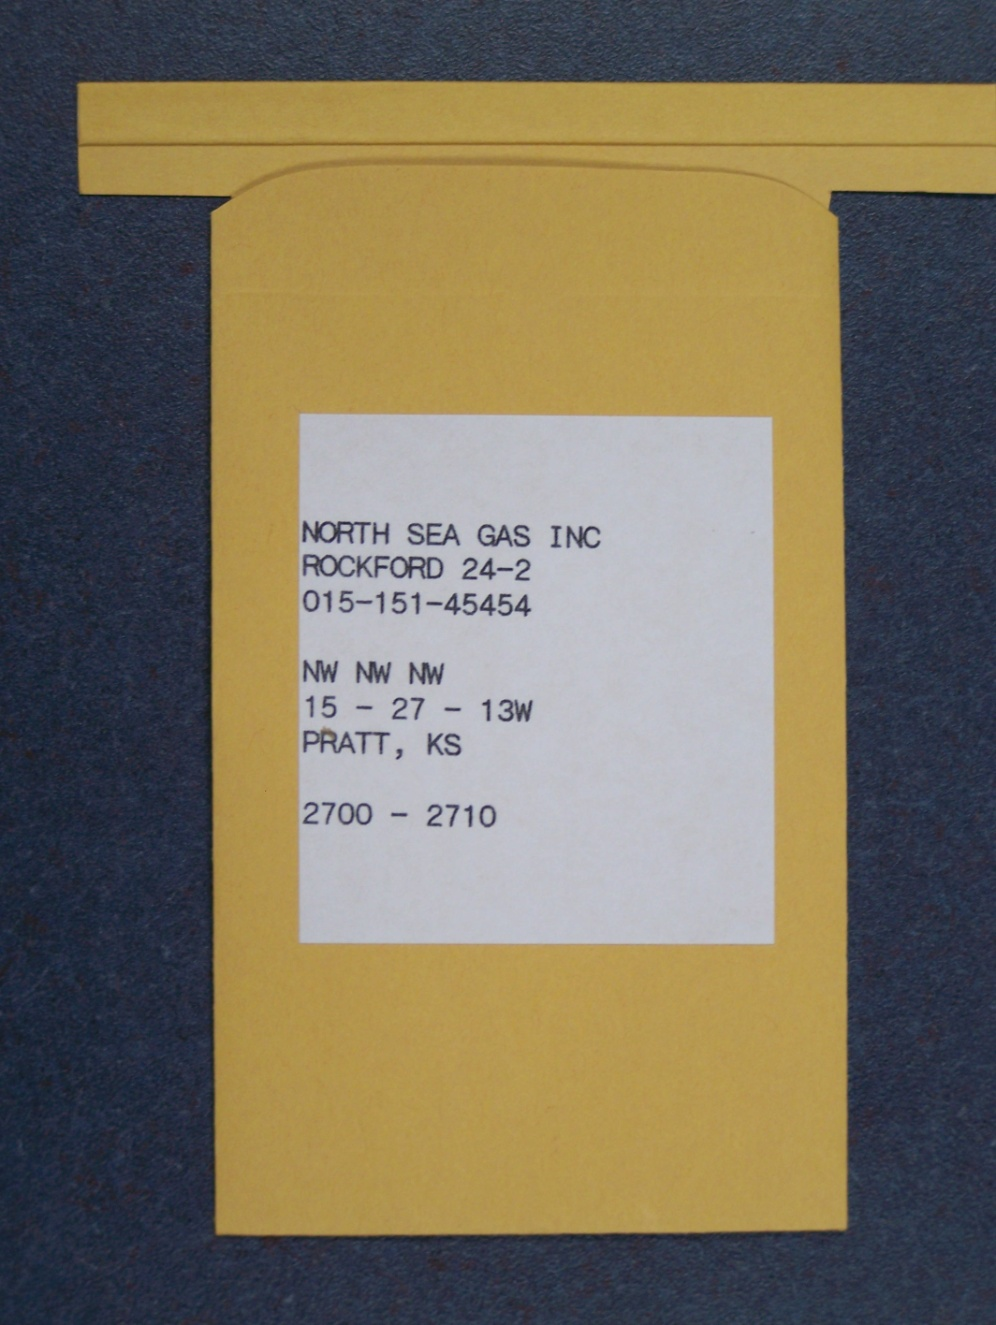 NORTH SEA GAS INC
ROCKFORD 24-2
015-151-45454
NW NW NW
15 - 27 - 13W
PRATT, KS
2700 - 2710